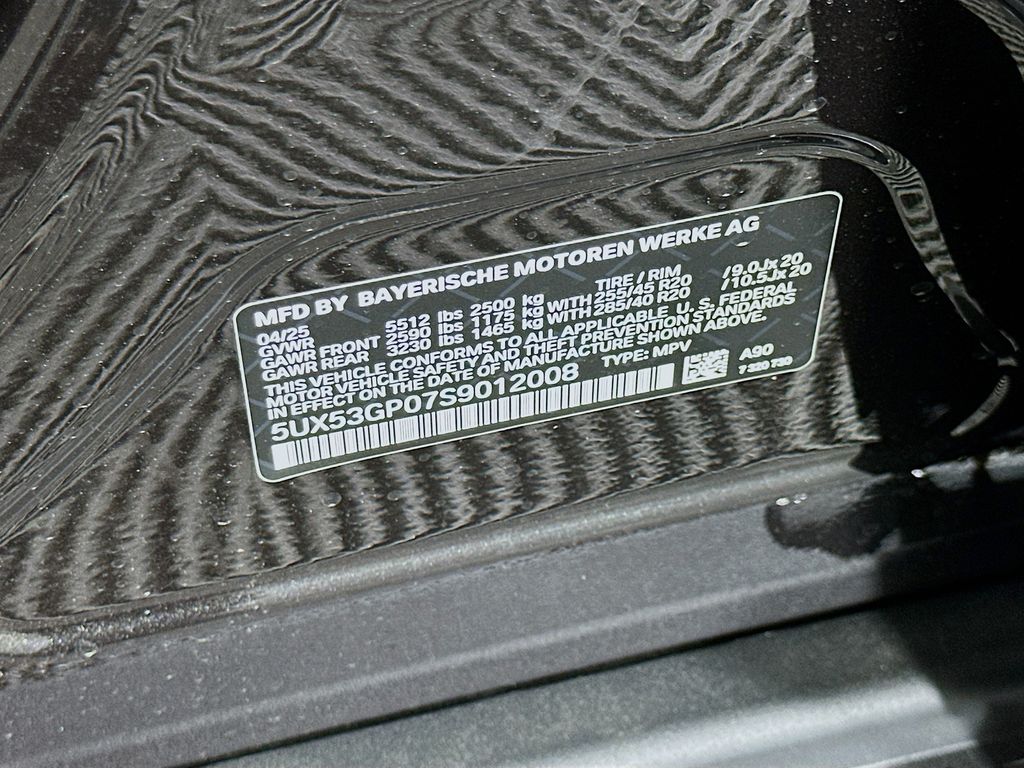 MFD BY BAYERISCHE MOTOREN WERKE AG
04/25
GVWR 5512 lbs 2500 kg TIRE / RIM
GAWR FRONT 2590 lbs 1175 kg WITH 255/45 R20 /9.0Jx20
GAWR REAR 3230 lbs 1465 kg WITH 285/40 R20 /10.5Jx20
THIS VEHICLE CONFORMS TO ALL APPLICABLE U.S. FEDERAL
MOTOR VEHICLE SAFETY AND THEFT PREVENTION STANDARDS
IN EFFECT ON THE DATE OF MANUFACTURE SHOWN ABOVE.
5UX53GP07S9012008 TYPE: MPV
A90
7 320 730